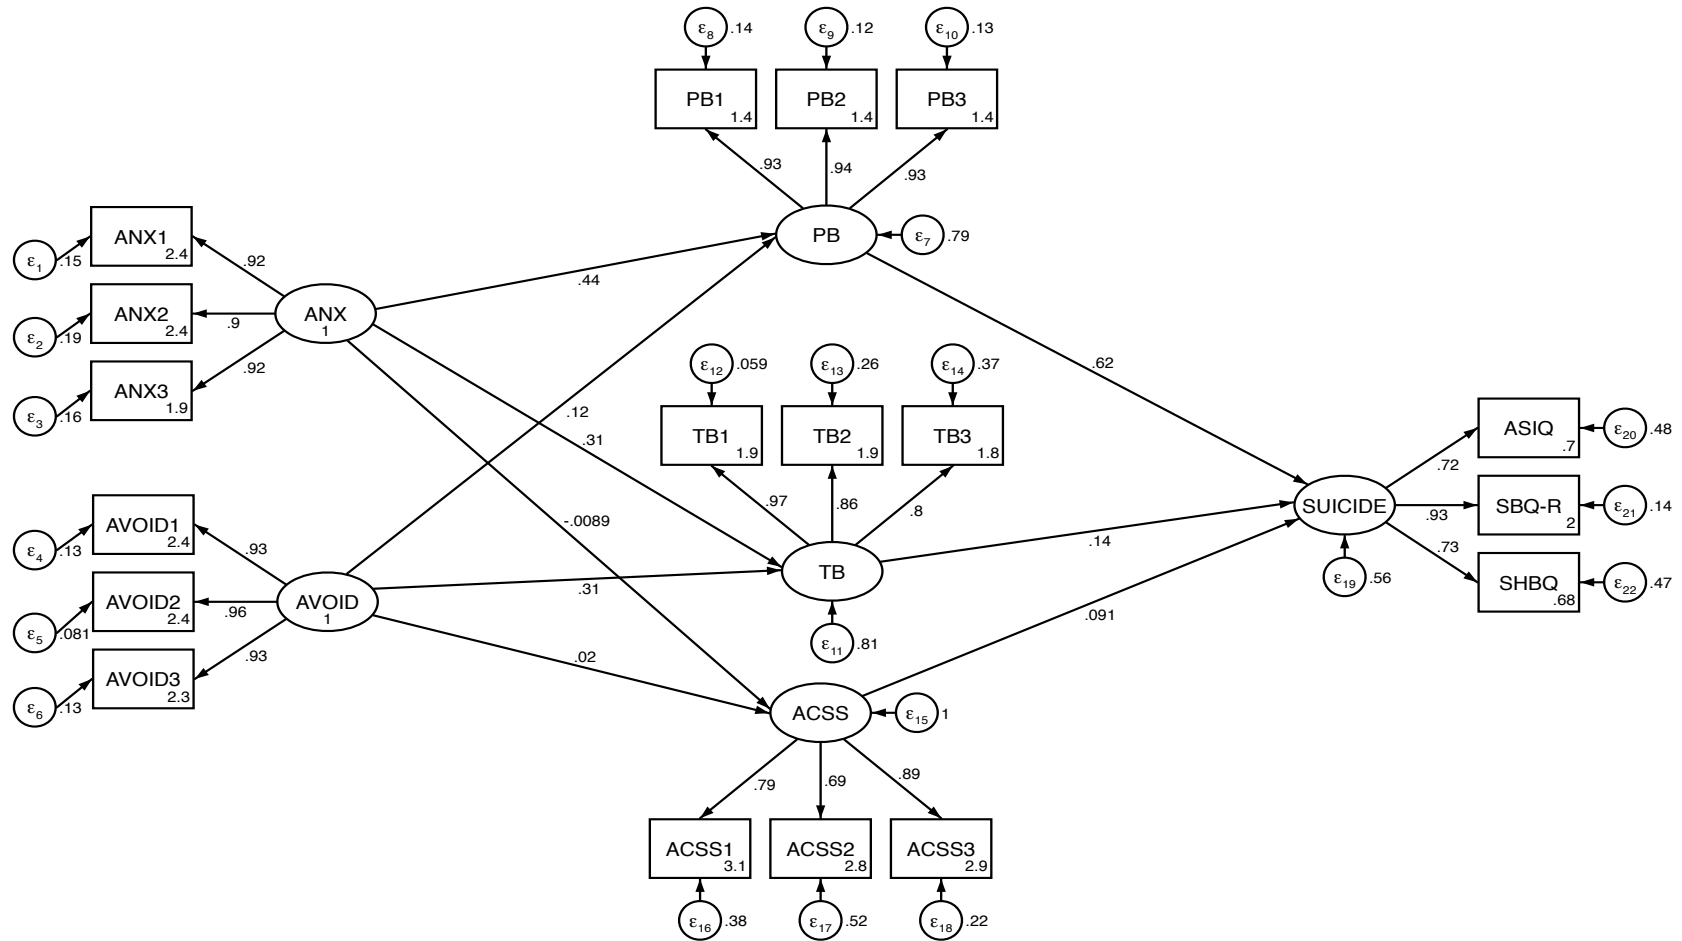 ε8 .14
ε9 .12
ε10 .13
PB1 1.4
PB2 1.4
PB3 1.4
.93
.94
.93
PB
ε7 .79
ANX1 2.4
ε1 .15
.92
ANX2 2.4
ε2 .19
.9
ANX3 1.9
ε3 .16
.92
ANX
1
.44
.12
.31
-.0089
ε12 .059
ε13 .26
ε14 .37
TB1 1.9
TB2 1.9
TB3 1.8
.97
.86
.8
TB
ε11 .81
.62
.14
.091
AVOID1 2.4
ε4 .13
.93
AVOID2 2.4
ε5 .081
.96
AVOID3 2.3
ε6 .13
.93
AVOID
1
.31
.02
SUICIDE
ε19 .56
.72
.93
.73
ASIQ .7
ε20 .48
SBQ-R 2
ε21 .14
SHBQ .68
ε22 .47
ACSS
ε15 1
.79
.69
.89
ACSS1 3.1
ACSS2 2.8
ACSS3 2.9
ε16 .38
ε17 .52
ε18 .22